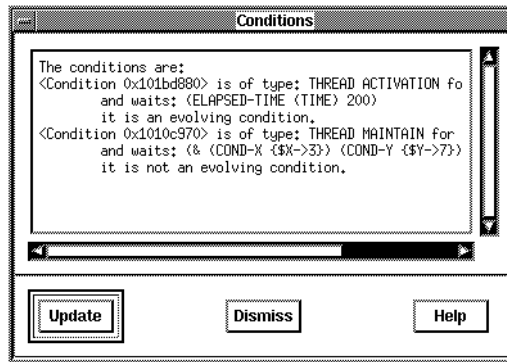 Conditions
The conditions are:
<Condition 0x101bd880> is of type: THREAD ACTIVATION fo
and waits: (ELAPSED-TIME (TIME) 200)
it is an evolving condition.
<Condition 0x1010c970> is of type: THREAD MAINTAIN for
and waits: (& (COND-X {$X->3}) (COND-Y {$Y->7})
it is not an evolving condition.
Update Dismiss Help